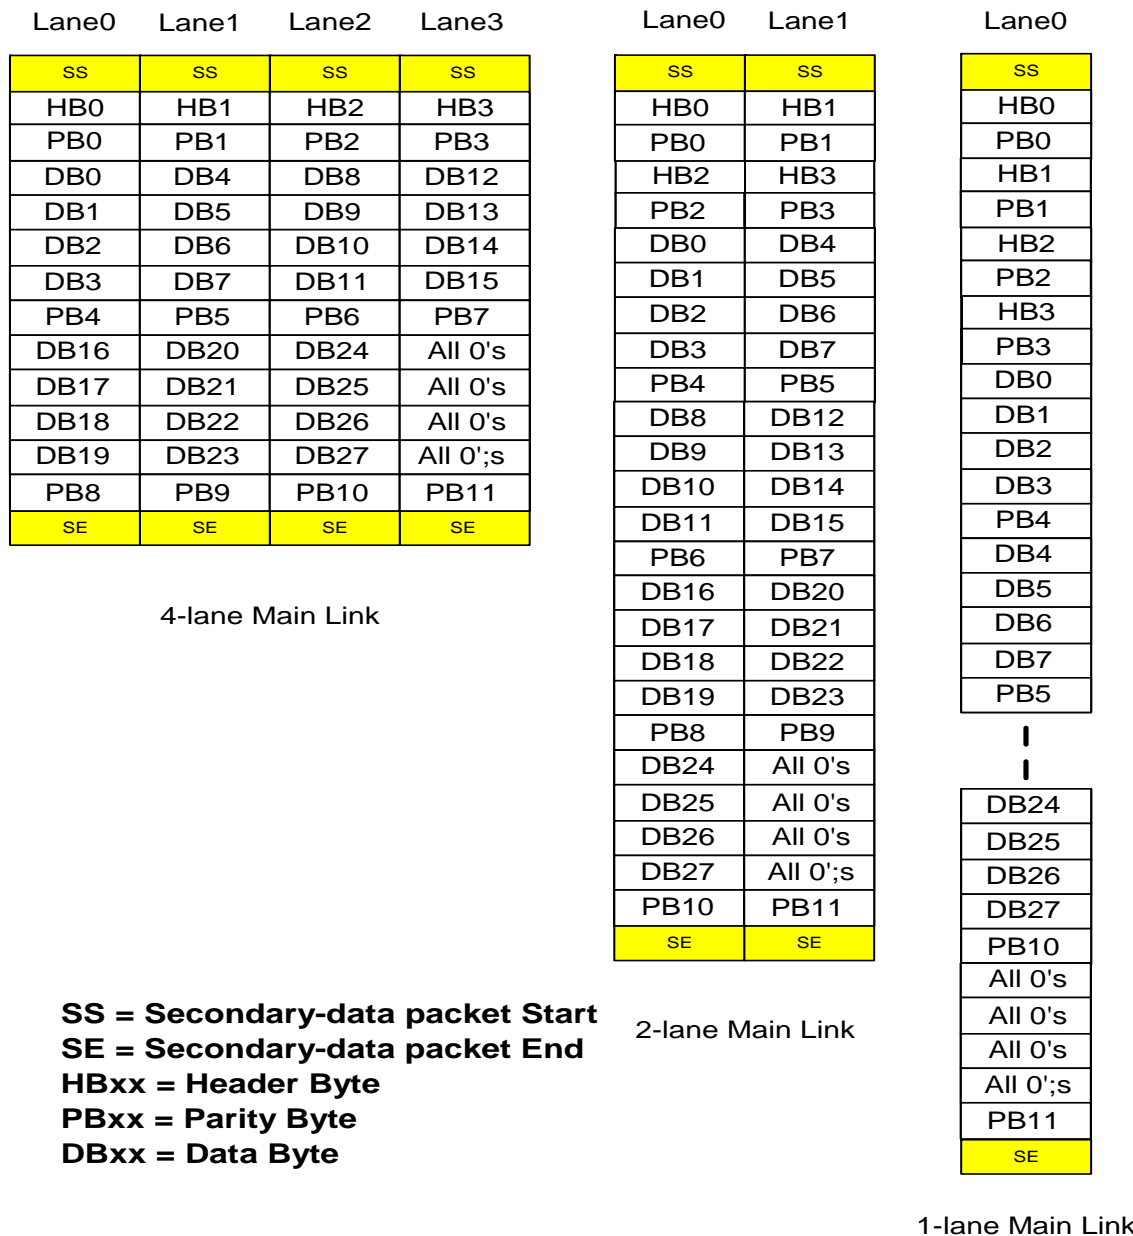 Lane0 Lane1 Lane2 Lane3
SS SS SS SS
HB0 HB1 HB2 HB3
PB0 PB1 PB2 PB3
DB0 DB4 DB8 DB12
DB1 DB5 DB9 DB13
DB2 DB6 DB10 DB14
DB3 DB7 DB11 DB15
PB4 PB5 PB6 PB7
DB16 DB20 DB24 All 0's
DB17 DB21 DB25 All 0's
DB18 DB22 DB26 All 0's
DB19 DB23 DB27 All 0';s
PB8 PB9 PB10 PB11
SE SE SE SE
4-lane Main Link
Lane0 Lane1
SS SS
HB0 HB1
PB0 PB1
HB2 HB3
PB2 PB3
DB0 DB4
DB1 DB5
DB2 DB6
DB3 DB7
PB4 PB5
DB8 DB12
DB9 DB13
DB10 DB14
DB11 DB15
PB6 PB7
DB16 DB20
DB17 DB21
DB18 DB22
DB19 DB23
PB8 PB9
DB24 All 0's
DB25 All 0's
DB26 All 0's
DB27 All 0';s
PB10 PB11
SE SE
2-lane Main Link
Lane0
SS
HB0
PB0
HB1
PB1
HB2
PB2
HB3
PB3
DB0
DB1
DB2
DB3
PB4
DB4
DB5
DB6
DB7
PB5
DB24
DB25
DB26
DB27
PB10
All 0's
All 0's
All 0's
All 0';s
PB11
SE
1-lane Main Link
SS = Secondary-data packet Start
SE = Secondary-data packet End
HBxx = Header Byte
PBxx = Parity Byte
DBxx = Data Byte